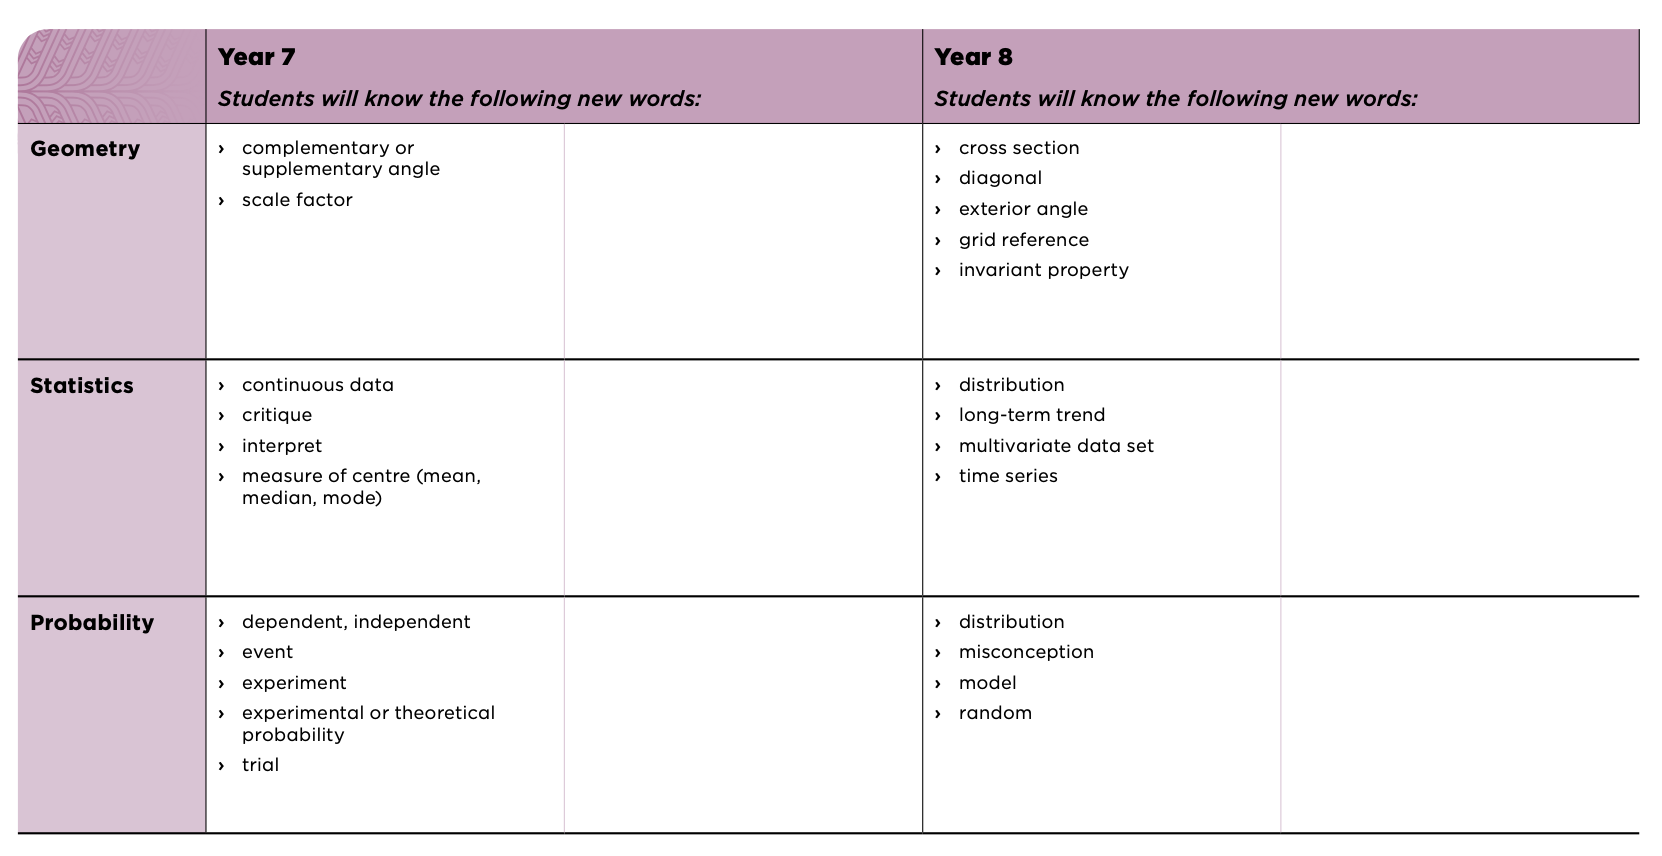 Year 7
Students will know the following new words:
Year 8
Students will know the following new words:
Geometry
› complementary or
supplementary angle
› scale factor
› cross section
› diagonal
› exterior angle
› grid reference
› invariant property
Statistics
› continuous data
› critique
› interpret
› measure of centre (mean,
median, mode)
› distribution
› long-term trend
› multivariate data set
› time series
Probability
› dependent, independent
› event
› experiment
› experimental or theoretical
probability
› trial
› distribution
› misconception
› model
› random